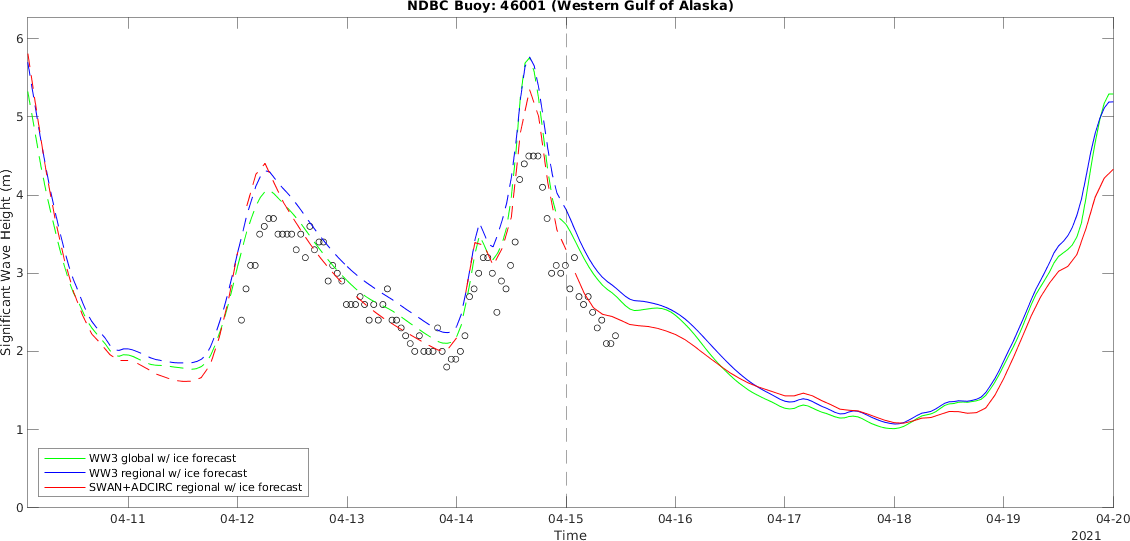 NDBC Buoy: 46001 (Western Gulf of Alaska)
Significant Wave Height (m)
6
5
4
3
2
1
0
WW3 global w/ ice forecast
WW3 regional w/ ice forecast
SWAN+ADCIRC regional w/ ice forecast
04-11 04-12 04-13 04-14 04-15 04-16 04-17 04-18 04-19 04-20
Time
2021